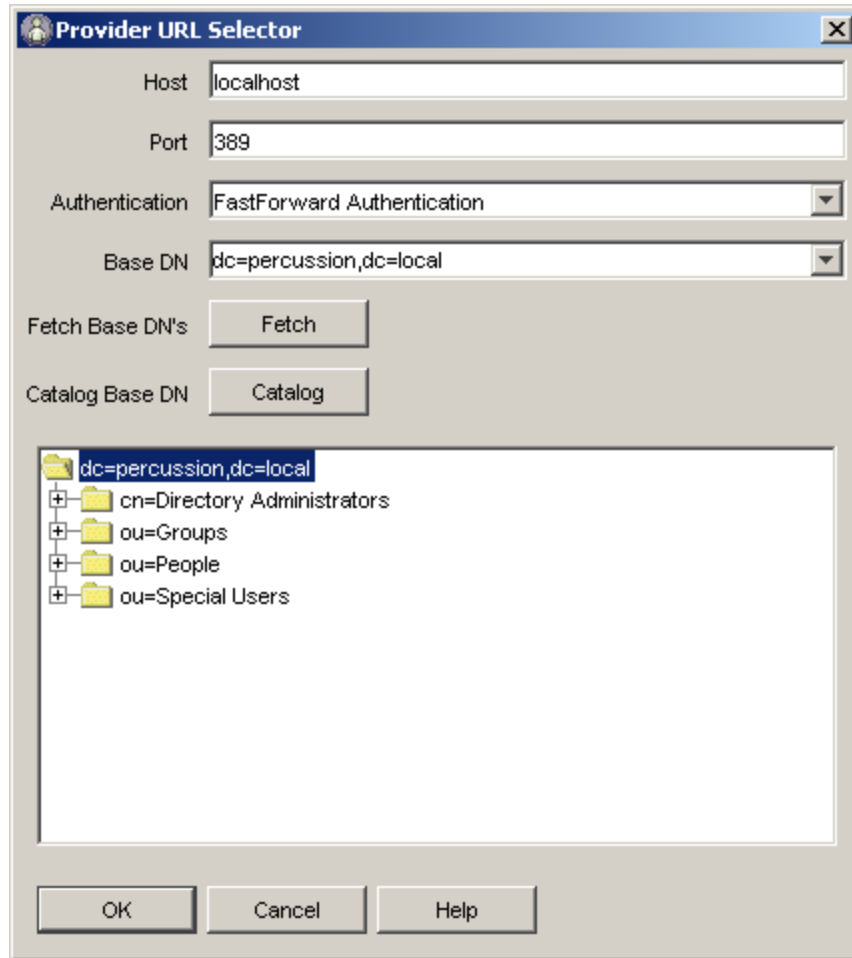 Provider URL Selector
Host localhost
Port 389
Authentication FastForward Authentication
Base DN dc=percussion,dc=local
Fetch Base DN's Fetch
Catalog Base DN Catalog
dc=percussion,dc=local
cn=Directory Administrators
ou=Groups
ou=People
ou=Special Users
OK Cancel Help